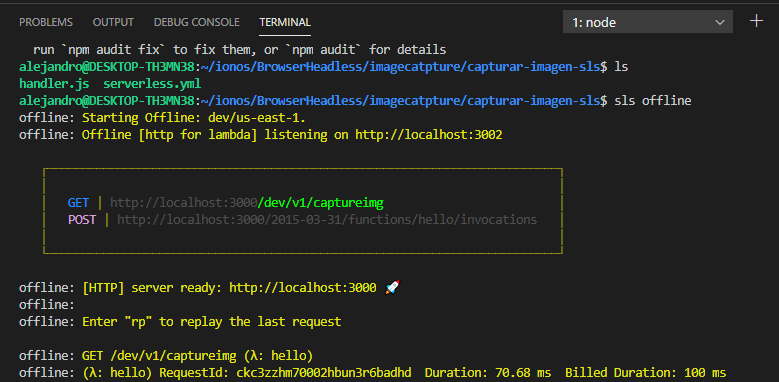 PROBLEMS OUTPUT DEBUG CONSOLE TERMINAL 1: node
run `npm audit fix` to fix them, or `npm audit` for details
alejandro@DESKTOP-TH3MN38:~/ionos/BrowserHeadless/imagecatpture/capturar-imagen-sls$ ls
handler.js serverless.yml
alejandro@DESKTOP-TH3MN38:~/ionos/BrowserHeadless/imagecatpture/capturar-imagen-sls$ sls offline
offline: Starting Offline: dev/us-east-1.
offline: Offline [http for lambda] listening on http://localhost:3002
GET | http://localhost:3000/dev/v1/captureimg
POST | http://localhost:3000/2015-03-31/functions/hello/invocations
offline: [HTTP] server ready: http://localhost:3000 🚀
offline:
offline: Enter "rp" to replay the last request
offline: GET /dev/v1/captureimg (λ: hello)
offline: (λ: hello) RequestId: ckc3zzhm70002hbun3r6badhd Duration: 70.68 ms Billed Duration: 100 ms